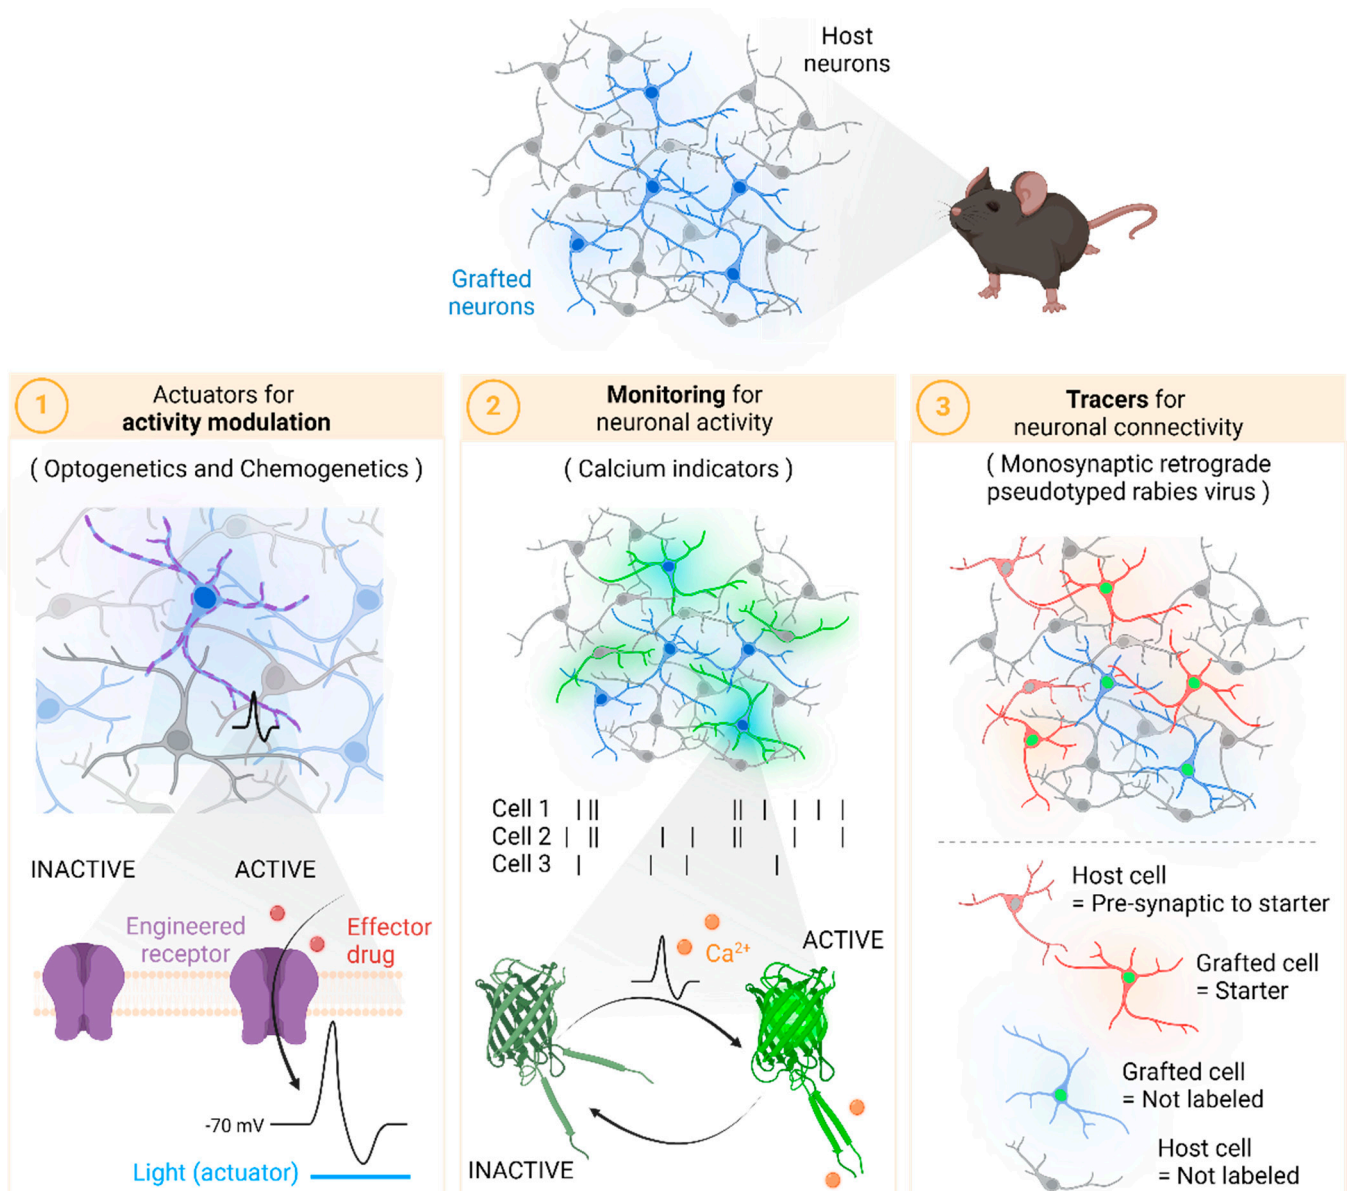 Host
neurons
Grafted
neurons
1
Actuators for
activity modulation
( Optogenetics and Chemogenetics )
INACTIVE
ACTIVE
Engineered
receptor
Effector
drug
-70 mV
Light (actuator)
2
Monitoring for
neuronal activity
( Calcium indicators )
Cell 1
Cell 2
Cell 3
Ca²⁺
ACTIVE
INACTIVE
3
Tracers for
neuronal connectivity
( Monosynaptic retrograde
pseudotyped rabies virus )
Host cell
= Pre-synaptic to starter
Grafted cell
= Starter
Grafted cell
= Not labeled
Host cell
= Not labeled